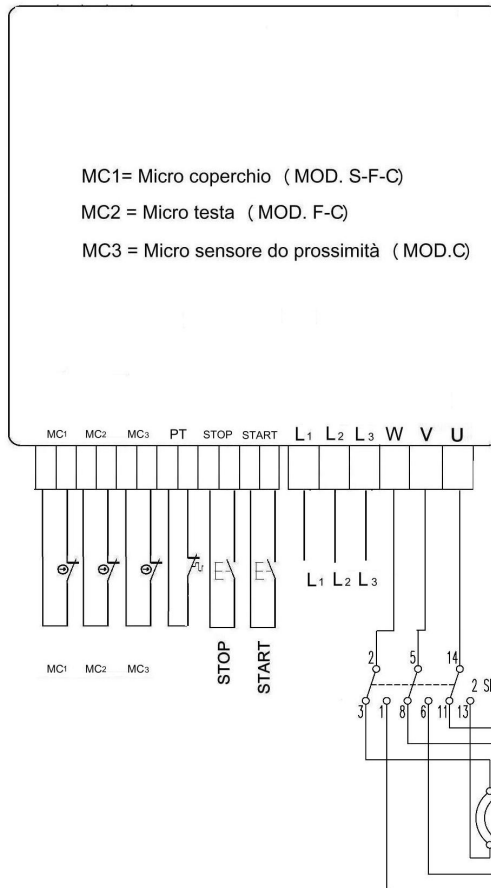 MC1= Micro coperchio ( MOD. S-F-C)
MC2 = Micro testa ( MOD. F-C)
MC3 = Micro sensore do prossimità ( MOD.C)
MC1 MC2 MC3 PT STOP START L1 L2 L3 W V U
L1 L2 L3
MC1 MC2 MC3
STOP
START
2 5 14
2 S
3 1 8 6 11 13